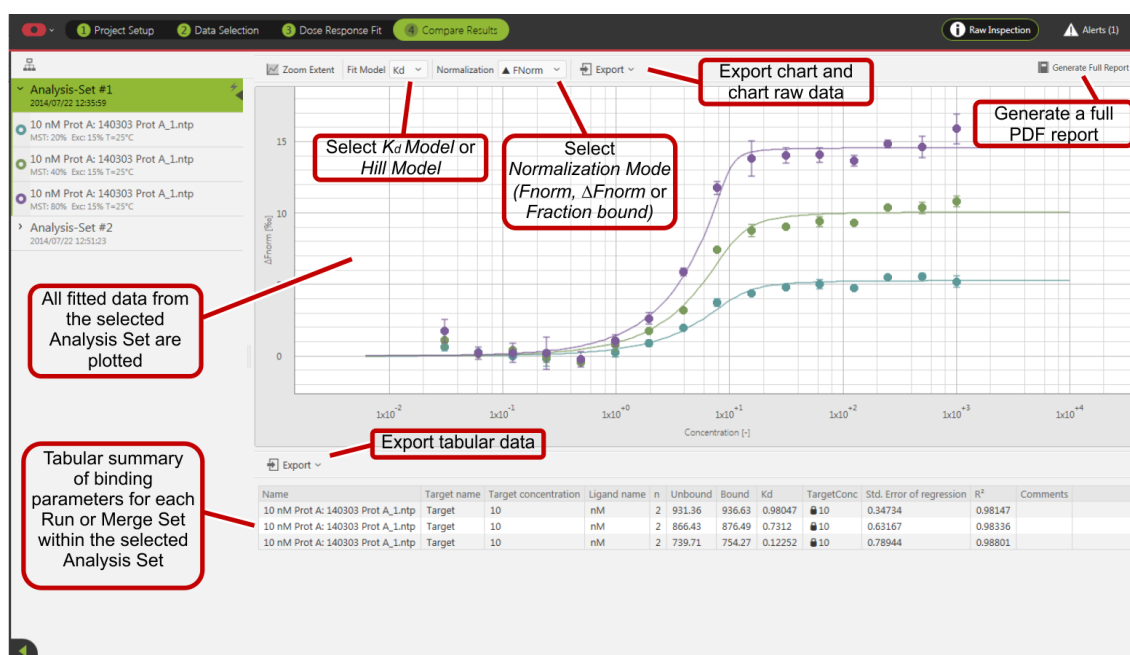 1 Project Setup 2 Data Selection 3 Dose Response Fit 4 Compare Results i Raw Inspection Alerts (1)
Zoom Extent Fit Model Kd Normalization ▲ FNorm Export Generate Full Report
Analysis-Set #1
2014/07/22 12:35:59
10 nM Prot A: 140303 Prot A_1.ntp
MST: 20% Exc: 15% T=25°C
10 nM Prot A: 140303 Prot A_1.ntp
MST: 40% Exc: 15% T=25°C
10 nM Prot A: 140303 Prot A_1.ntp
MST: 80% Exc: 15% T=25°C
Analysis-Set #2
2014/07/22 12:51:23
Export chart and
chart raw data
Generate a full
PDF report
Select Kd Model or
Hill Model
Select
Normalization Mode
(Fnorm, ΔFnorm or
Fraction bound)
All fitted data from
the selected
Analysis Set are
plotted
ΔFnorm [‰]
15
10
0
1x10-2 1x10-1 1x10+0 1x10+1 1x10+2 1x10+3 1x10+4
Concentration [-]
Export tabular data
Tabular summary
of binding
parameters for each
Run or Merge Set
within the selected
Analysis Set
Export
Name Target name Target concentration Ligand name n Unbound Bound Kd TargetConc Std. Error of regression R² Comments
10 nM Prot A: 140303 Prot A_1.ntp Target 10 nM 2 931.36 936.63 0.98047 10 0.34734 0.98147
10 nM Prot A: 140303 Prot A_1.ntp Target 10 nM 2 866.43 876.49 0.7312 10 0.63167 0.98336
10 nM Prot A: 140303 Prot A_1.ntp Target 10 nM 2 739.71 754.27 0.12252 10 0.78944 0.98801